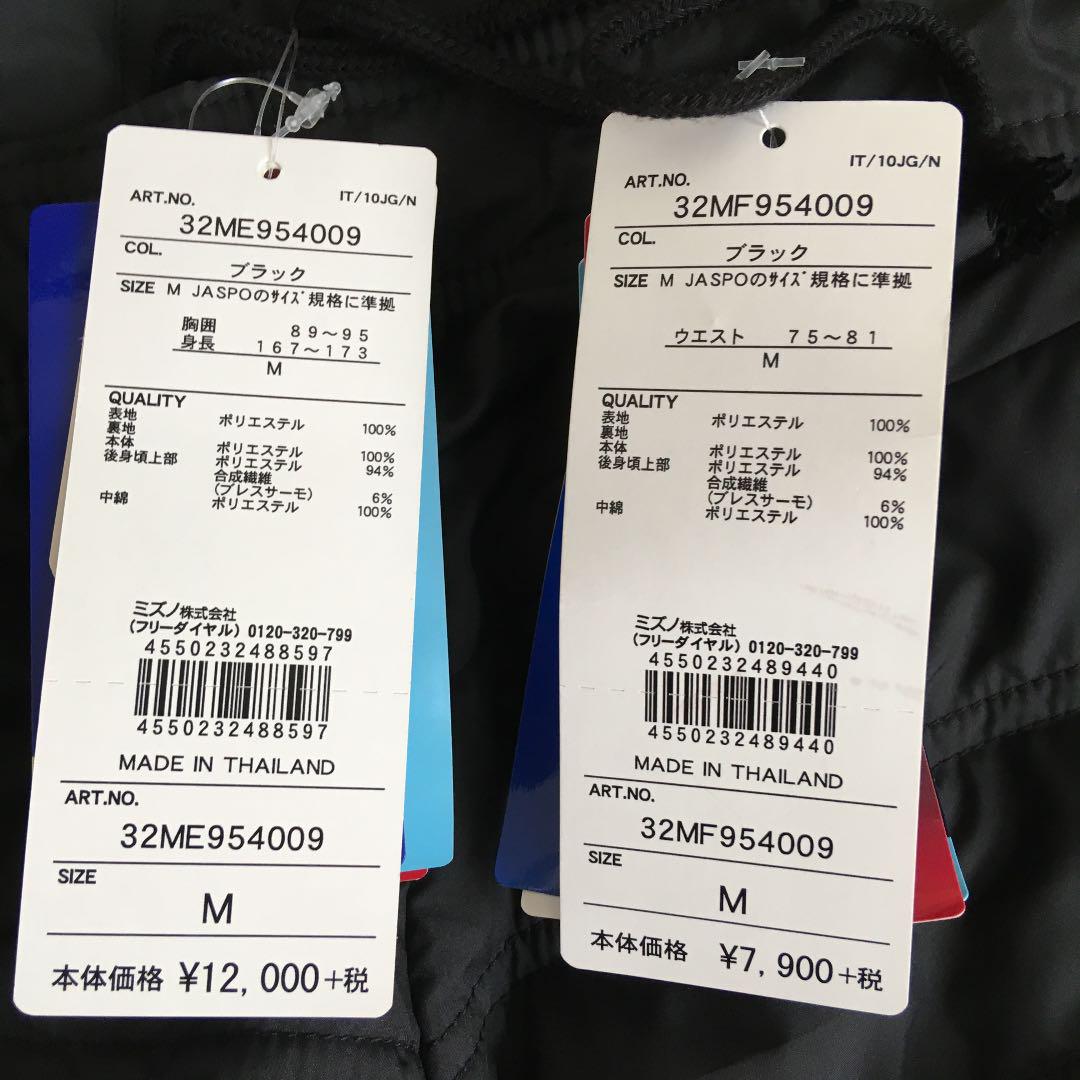 IT/10JG/N
ART.NO.
32ME954009
COL.
ブラック
SIZE M JASPOのｻｲｽﾞ規格に準拠
胸囲 89～95
身長 167～173
M
QUALITY
表地 ポリエステル 100%
裏地
本体 ポリエステル 100%
後身頃上部 ポリエステル 94%
合成繊維
(ブレスサーモ) 6%
中綿 ポリエステル 100%
ミズノ株式会社
(フリーダイヤル) 0120-320-799
4550232488597
4550232488597
MADE IN THAILAND
ART.NO.
32ME954009
SIZE
M
本体価格 ¥12,000+税
IT/10JG/N
ART.NO.
32MF954009
COL.
ブラック
SIZE M JASPOのｻｲｽﾞ規格に準拠
ウエスト 75～81
M
QUALITY
表地 ポリエステル 100%
裏地
本体 ポリエステル 100%
後身頃上部 ポリエステル 94%
合成繊維
(ブレスサーモ) 6%
中綿 ポリエステル 100%
ミズノ株式会社
(フリーダイヤル) 0120-320-799
4550232489440
4550232489440
MADE IN THAILAND
ART.NO.
32MF954009
SIZE
M
本体価格 ¥7,900+税